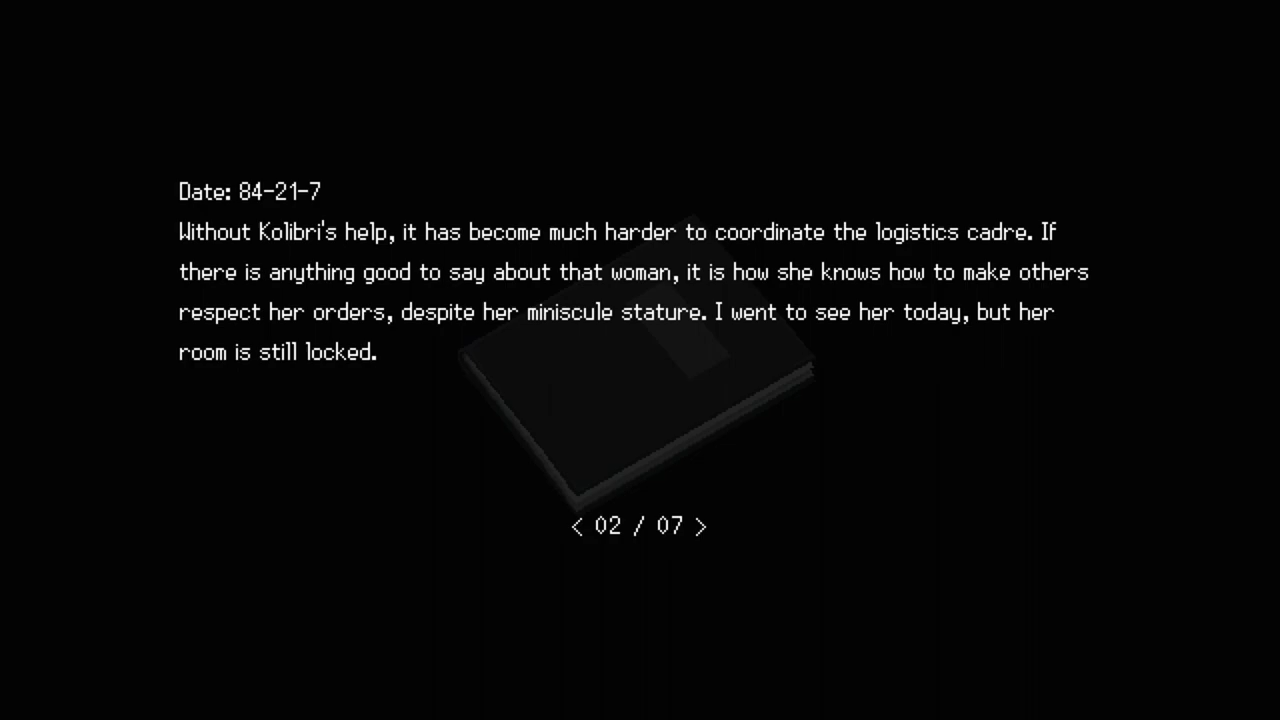 Date: 84-21-7
Without Kolibri's help, it has become much harder to coordinate the logistics cadre. If
there is anything good to say about that woman, it is how she knows how to make others
respect her orders, despite her miniscule stature. I went to see her today, but her
room is still locked.
< 02 / 07 >